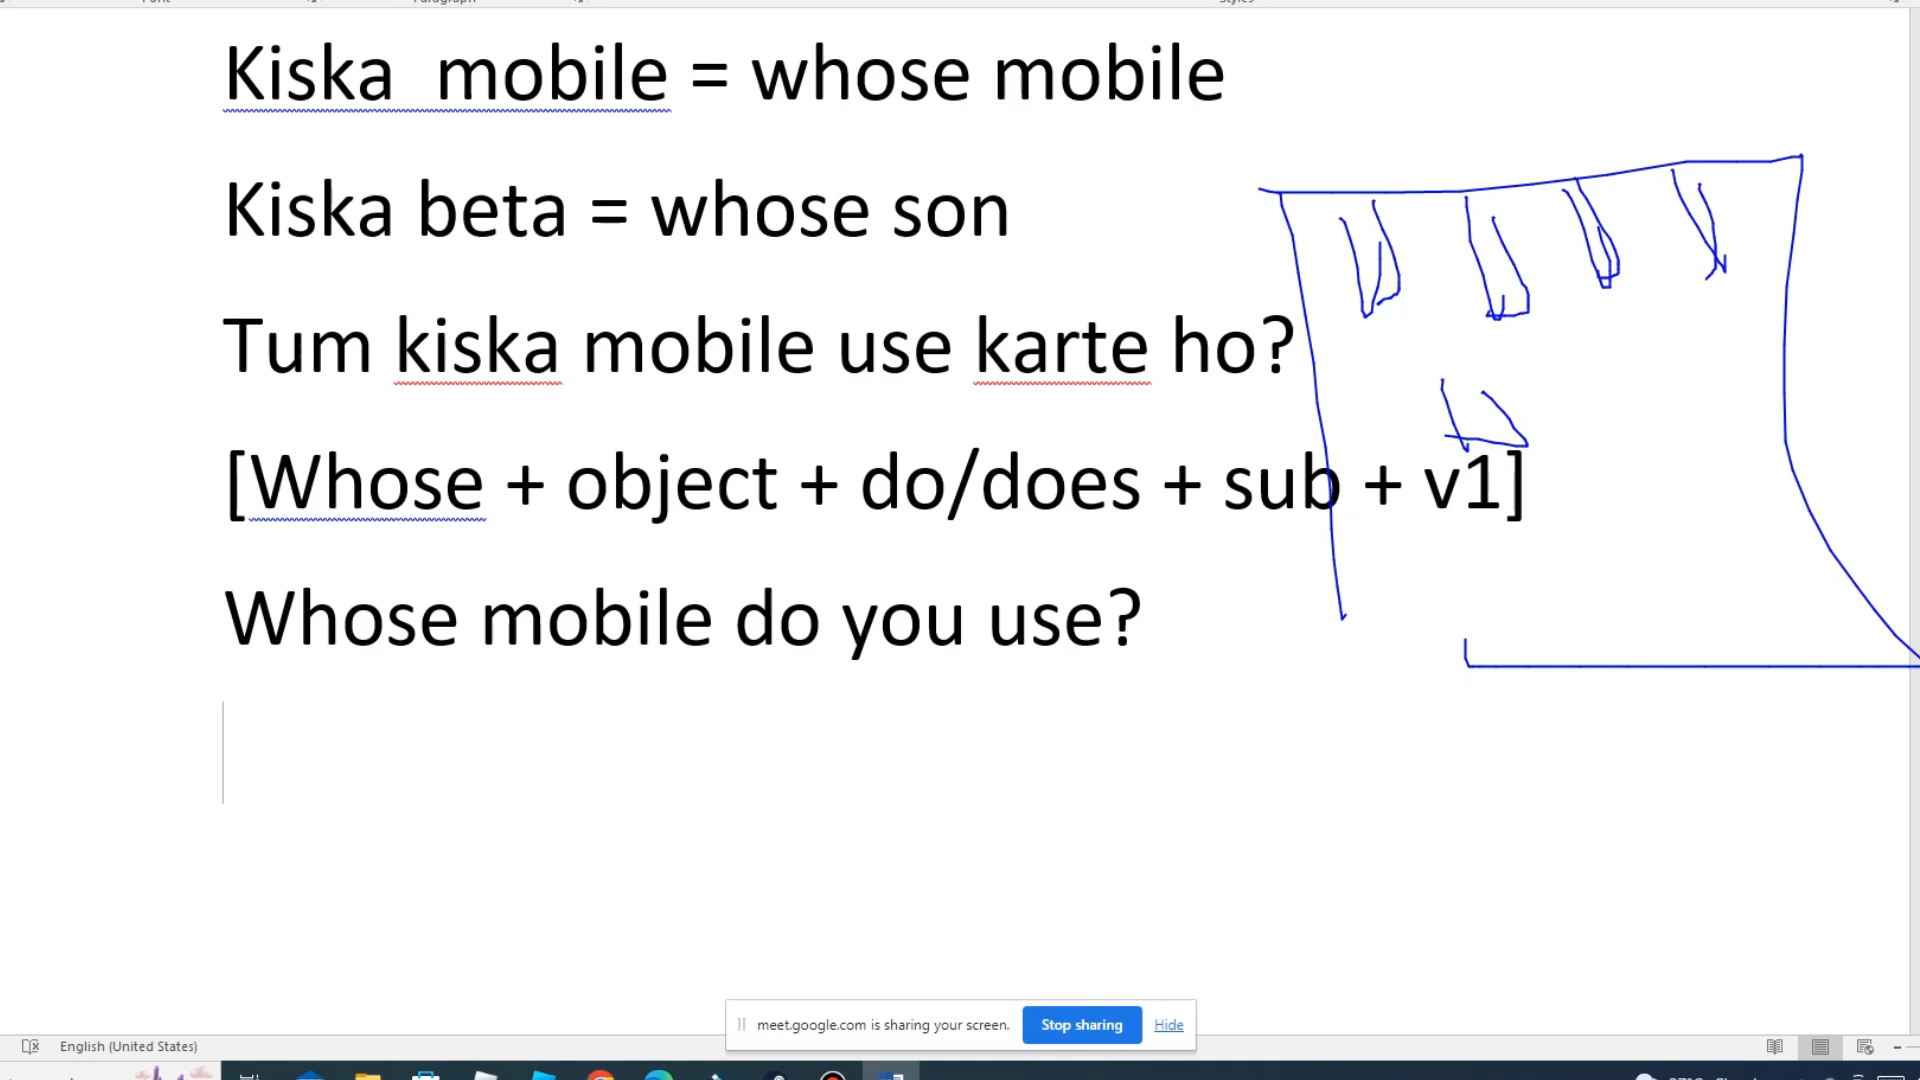 Kiska mobile = whose mobile
Kiska beta = whose son
Tum kiska mobile use karte ho?
[Whose + object + do/does + sub + v1]
Whose mobile do you use?
meet.google.com is sharing your screen. Stop sharing Hide
English (United States)